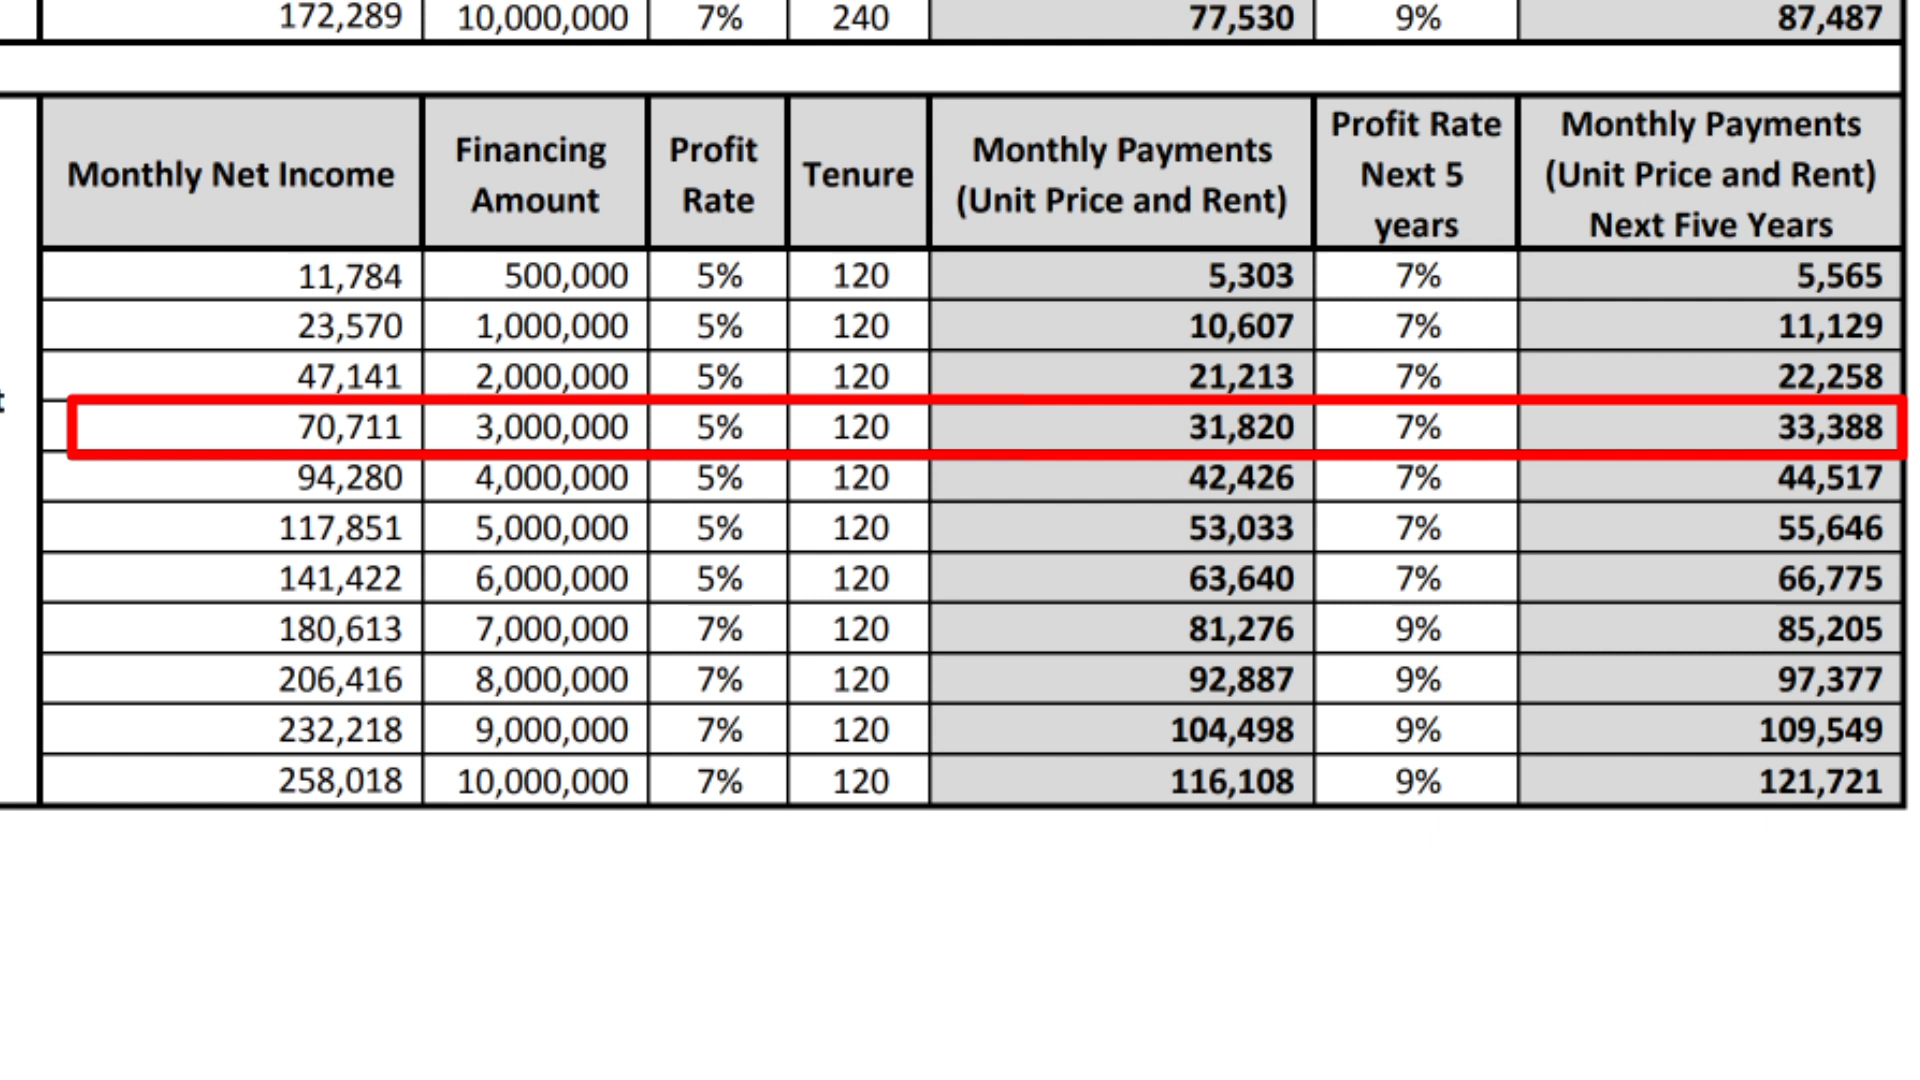 172,289 10,000,000 7% 240 77,530 9% 87,487
Monthly Net Income Financing Amount Profit Rate Tenure Monthly Payments (Unit Price and Rent) Profit Rate Next 5 years Monthly Payments (Unit Price and Rent) Next Five Years
11,784 500,000 5% 120 5,303 7% 5,565
23,570 1,000,000 5% 120 10,607 7% 11,129
47,141 2,000,000 5% 120 21,213 7% 22,258
t
70,711 3,000,000 5% 120 31,820 7% 33,388
94,280 4,000,000 5% 120 42,426 7% 44,517
117,851 5,000,000 5% 120 53,033 7% 55,646
141,422 6,000,000 5% 120 63,640 7% 66,775
180,613 7,000,000 7% 120 81,276 9% 85,205
206,416 8,000,000 7% 120 92,887 9% 97,377
232,218 9,000,000 7% 120 104,498 9% 109,549
258,018 10,000,000 7% 120 116,108 9% 121,721